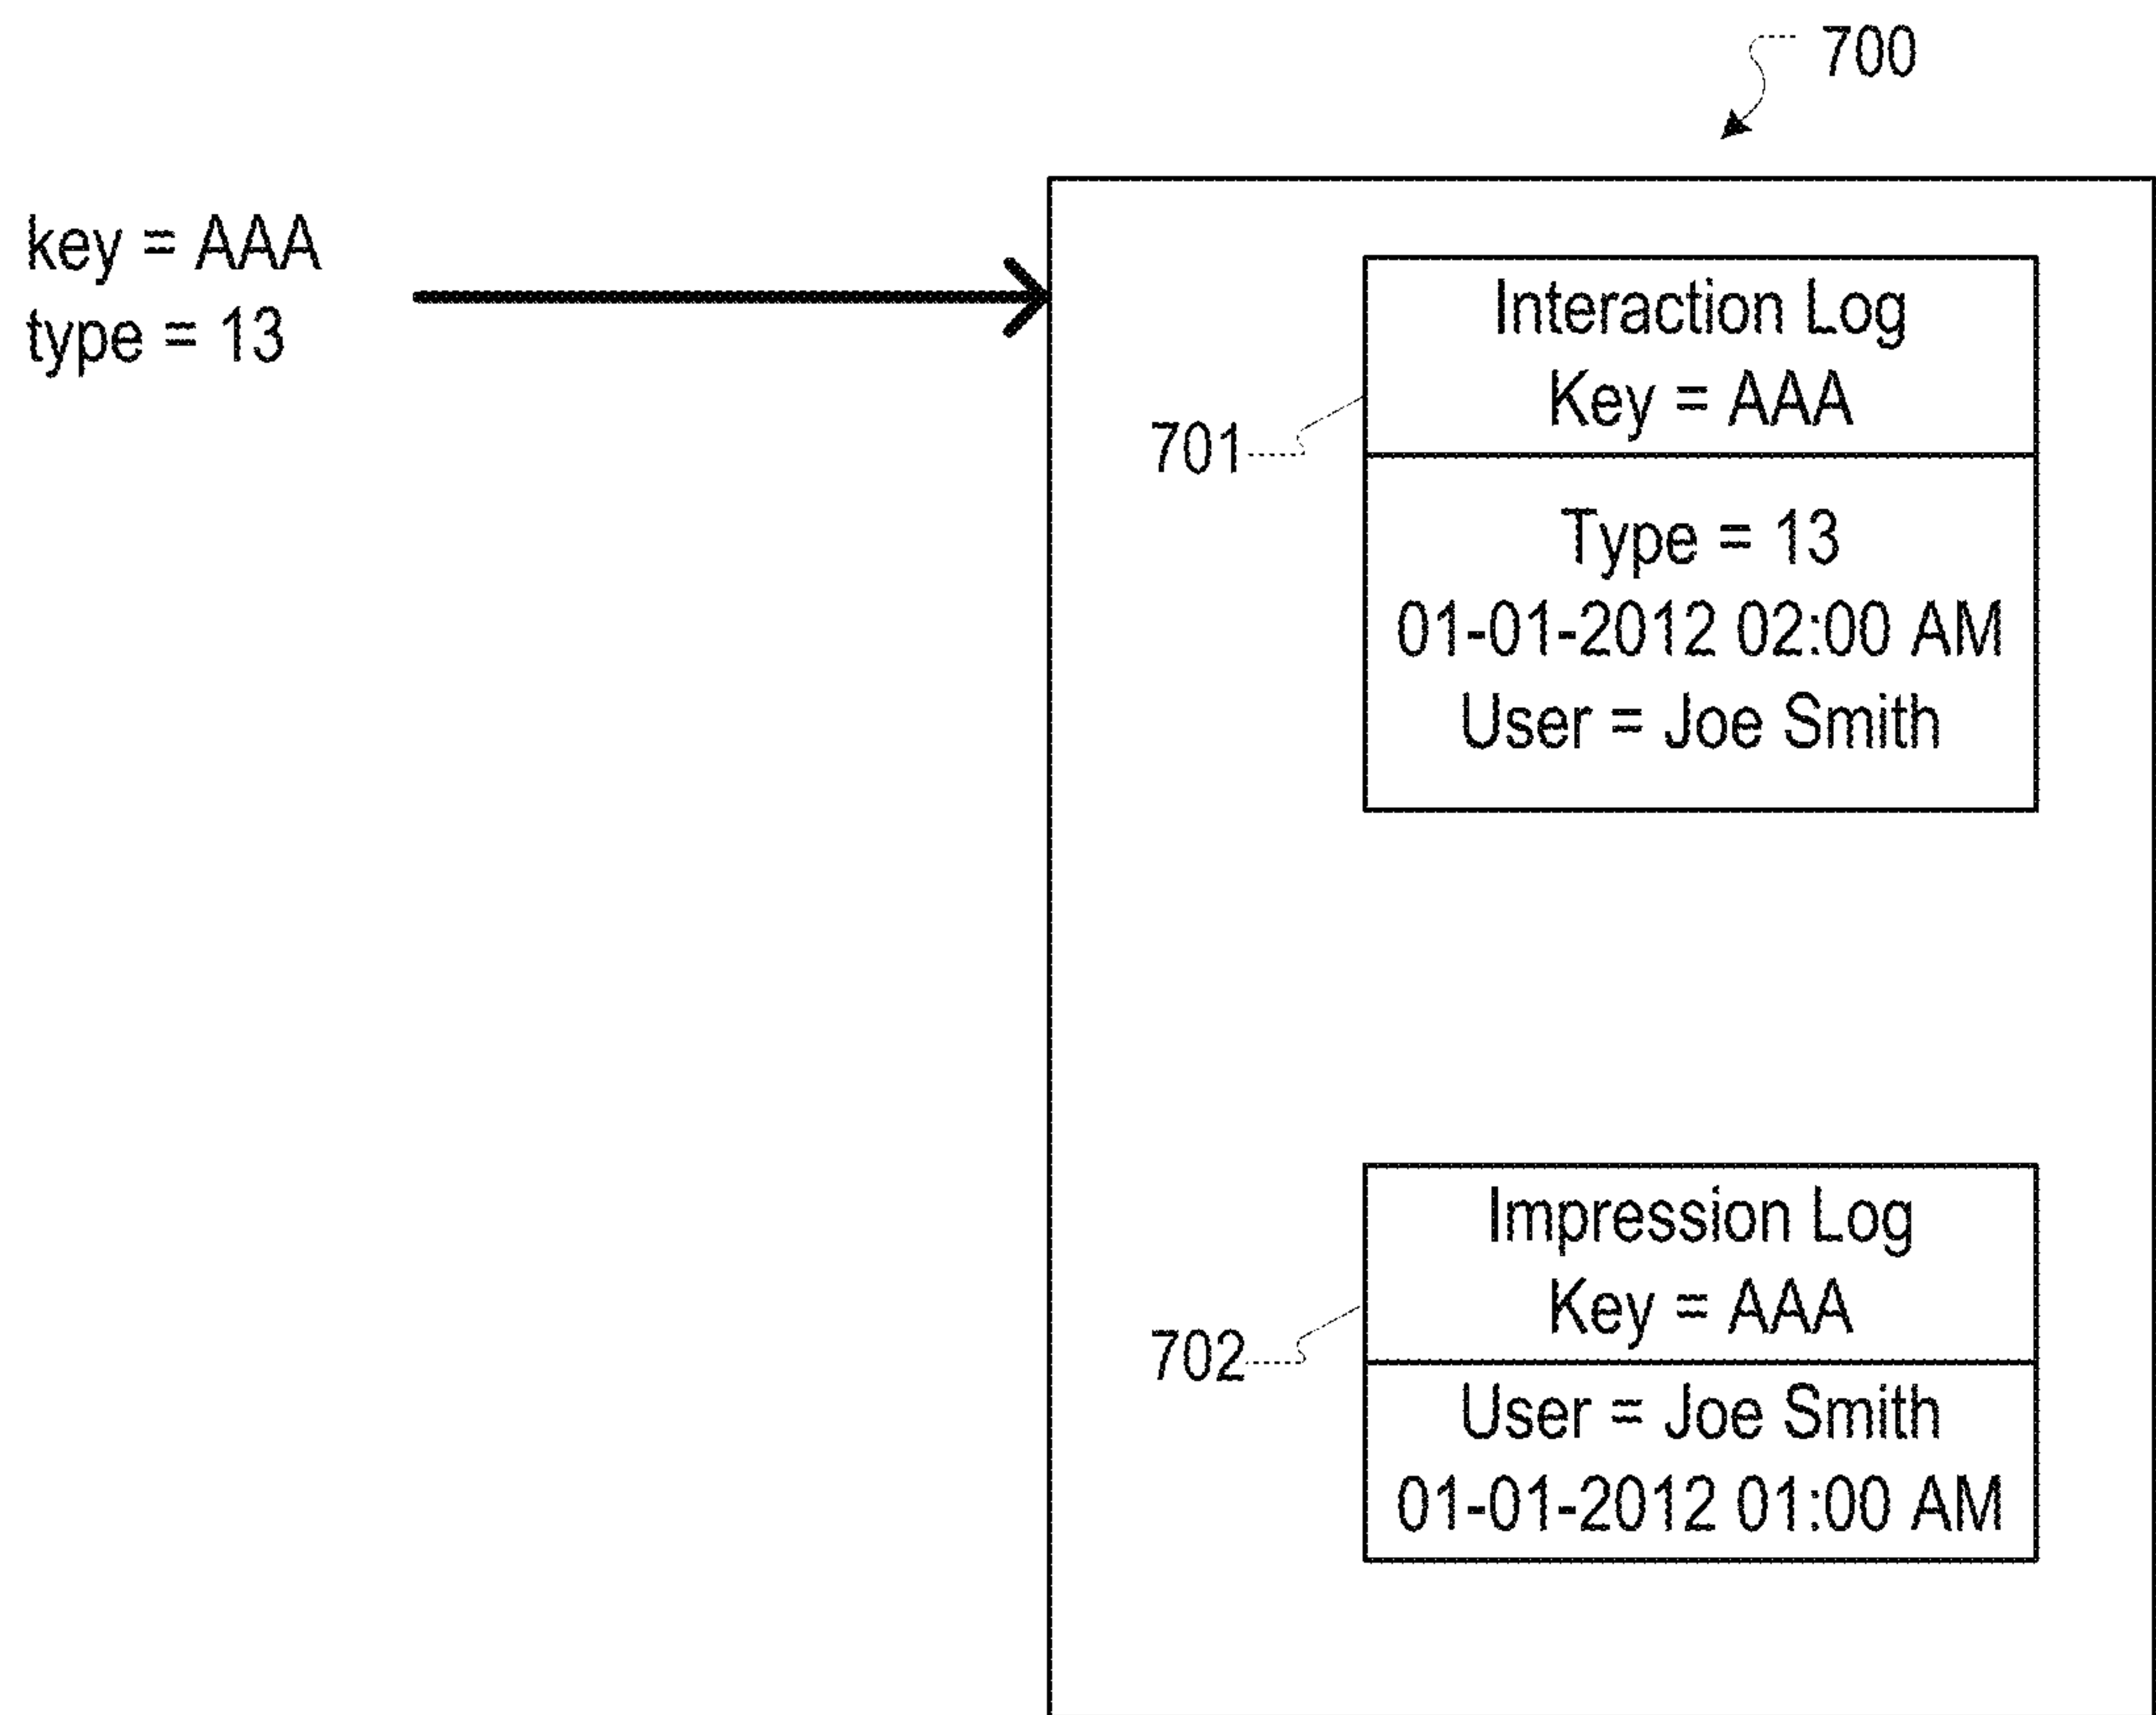 700
key = AAA
type = 13
Interaction Log
Key = AAA
701
Type = 13
01-01-2012 02:00 AM
User = Joe Smith
Impression Log
Key = AAA
702
User = Joe Smith
01-01-2012 01:00 AM